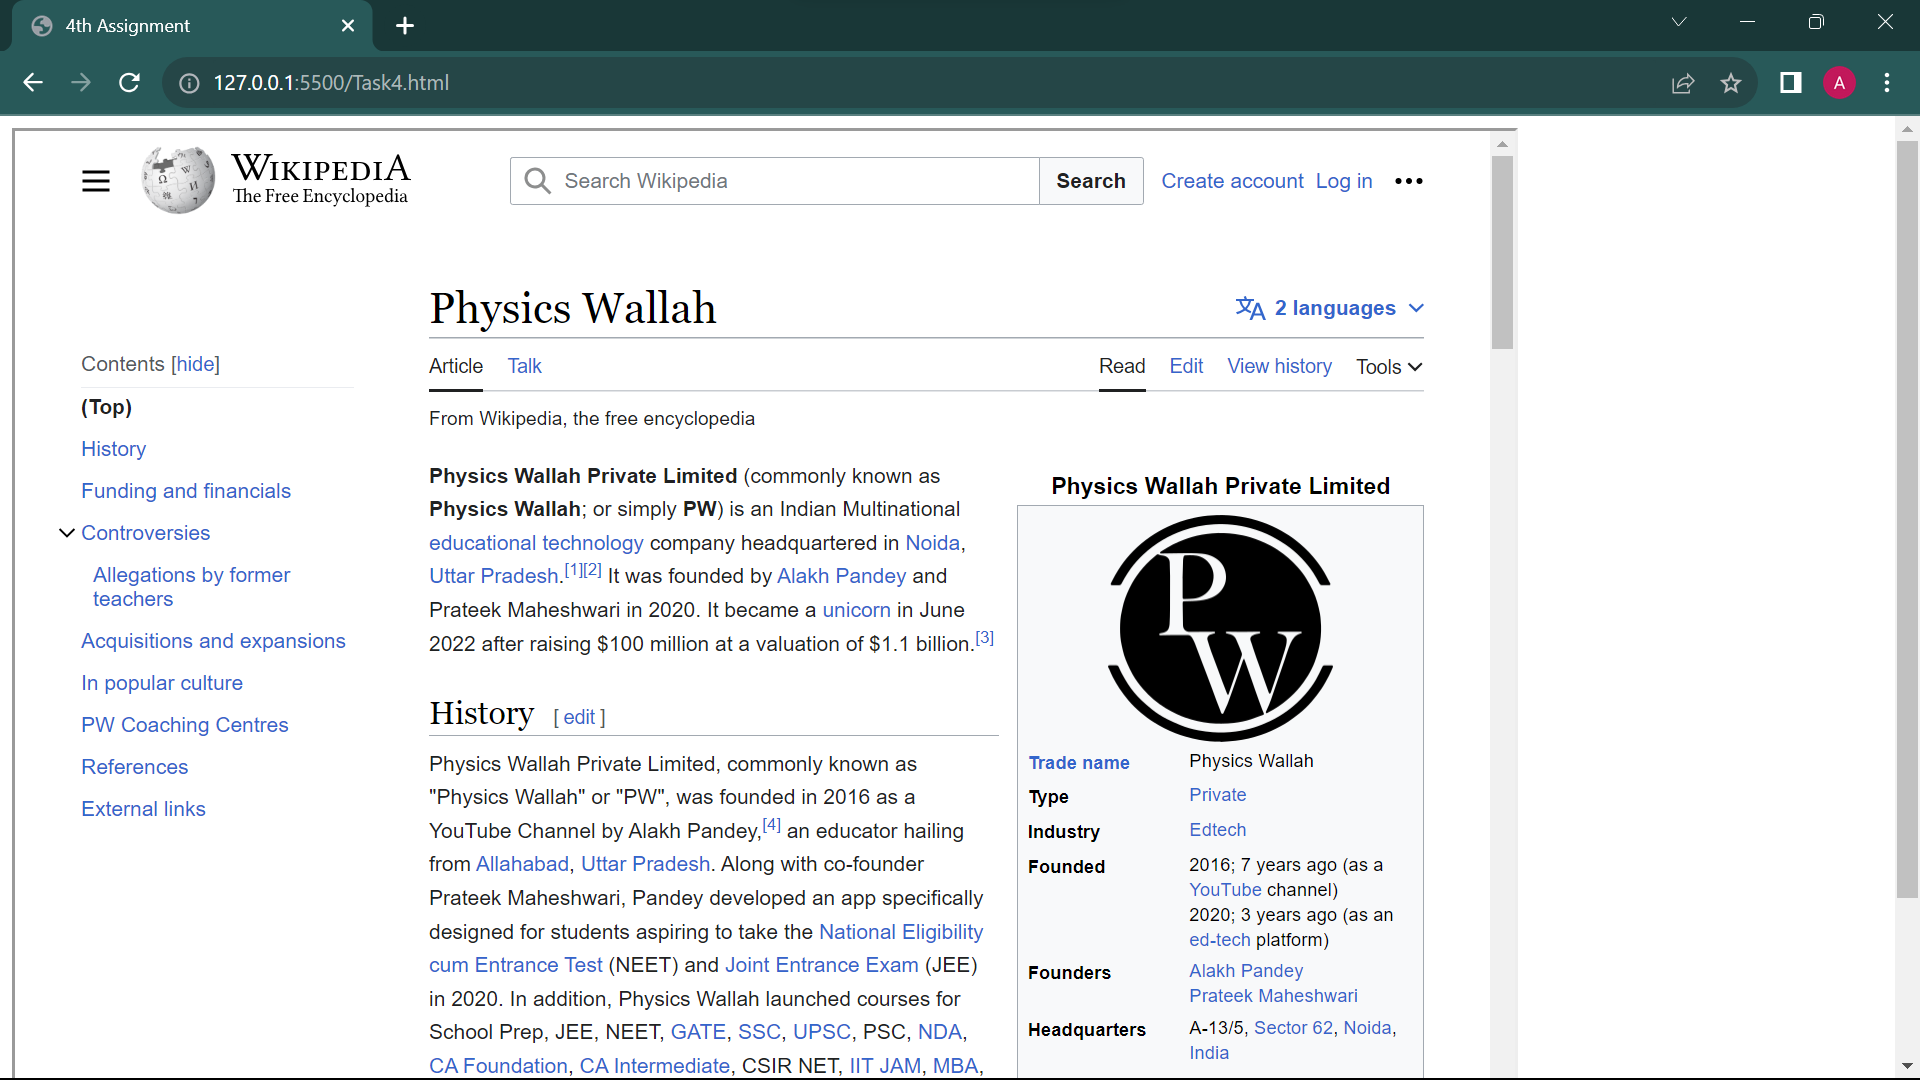 4th Assignment
127.0.0.1:5500/Task4.html
A
WIKIPEDIA
The Free Encyclopedia
Search Wikipedia
Search
Create account Log in
Physics Wallah
文A 2 languages
Article Talk
Read Edit View history Tools
From Wikipedia, the free encyclopedia
Contents [hide]
(Top)
History
Funding and financials
Controversies
Allegations by former
teachers
Acquisitions and expansions
In popular culture
PW Coaching Centres
References
External links
Physics Wallah Private Limited (commonly known as
Physics Wallah; or simply PW) is an Indian Multinational
educational technology company headquartered in Noida,
Uttar Pradesh.[1][2] It was founded by Alakh Pandey and
Prateek Maheshwari in 2020. It became a unicorn in June
2022 after raising $100 million at a valuation of $1.1 billion.[3]
History [ edit ]
Physics Wallah Private Limited, commonly known as
"Physics Wallah" or "PW", was founded in 2016 as a
YouTube Channel by Alakh Pandey,[4] an educator hailing
from Allahabad, Uttar Pradesh. Along with co-founder
Prateek Maheshwari, Pandey developed an app specifically
designed for students aspiring to take the National Eligibility
cum Entrance Test (NEET) and Joint Entrance Exam (JEE)
in 2020. In addition, Physics Wallah launched courses for
School Prep, JEE, NEET, GATE, SSC, UPSC, PSC, NDA,
CA Foundation, CA Intermediate, CSIR NET, IIT JAM, MBA,
Physics Wallah Private Limited
P
W
Trade name Physics Wallah
Type Private
Industry Edtech
Founded 2016; 7 years ago (as a
YouTube channel)
2020; 3 years ago (as an
ed-tech platform)
Founders Alakh Pandey
Prateek Maheshwari
Headquarters A-13/5, Sector 62, Noida,
India